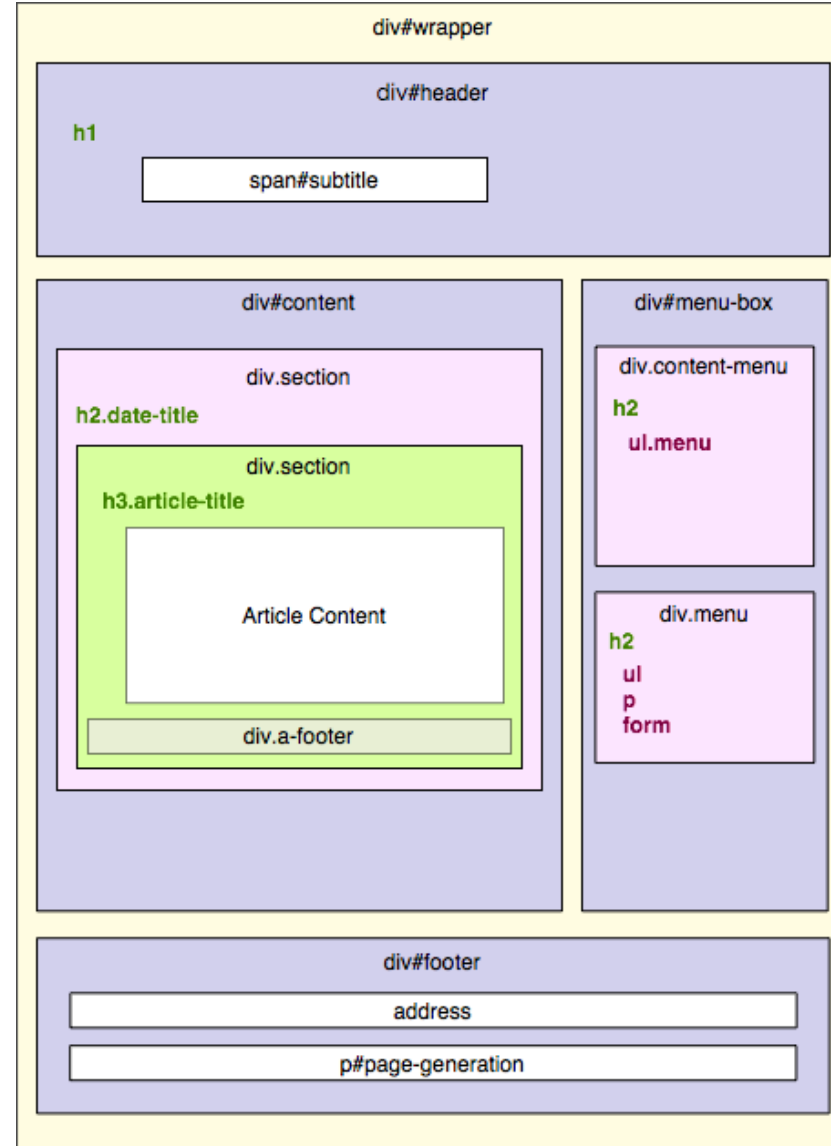 div#wrapper
div#header
h1
span#subtitle
div#content
div.section
h2.date-title
div.section
h3.article-title
Article Content
div.a-footer
div#menu-box
div.content-menu
h2
ul.menu
div.menu
h2
ul
p
form
div#footer
address
p#page-generation